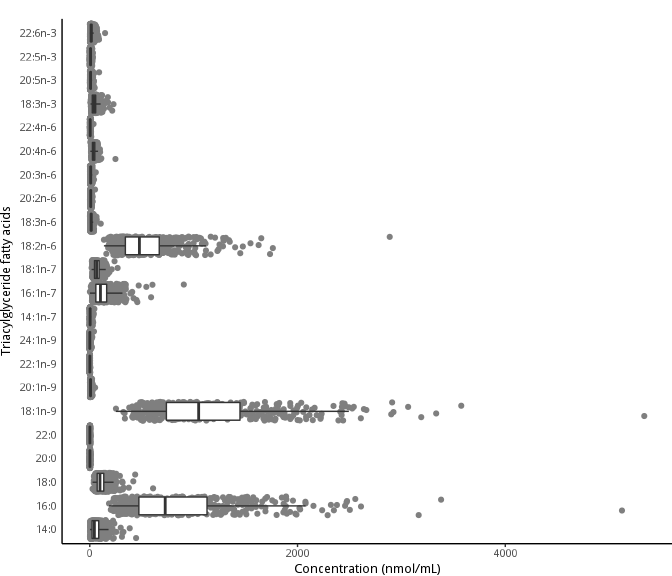 22:6n-3
22:5n-3
20:5n-3
18:3n-3
22:4n-6
20:4n-6
20:3n-6
20:2n-6
18:3n-6
18:2n-6
18:1n-7
16:1n-7
14:1n-7
24:1n-9
22:1n-9
20:1n-9
18:1n-9
22:0
20:0
18:0
16:0
14:0
Triacylglyceride fatty acids
0 2000 4000
Concentration (nmol/mL)